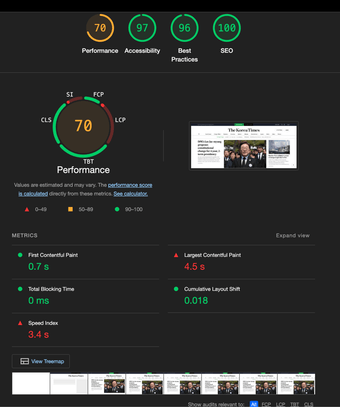 70 97 96 100
Performance Accessibility Best Practices SEO
SI FCP
CLS LCP
70
TBT
Performance
Values are estimated and may vary. The performance score
is calculated directly from these metrics. See calculator.
0–49 50–89 90–100
The Korea Times
METRICS Expand view
First Contentful Paint Largest Contentful Paint
0.7 s 4.5 s
Total Blocking Time Cumulative Layout Shift
0 ms 0.018
Speed Index
3.4 s
View Treemap
Show audits relevant to: All FCP LCP TBT CLS